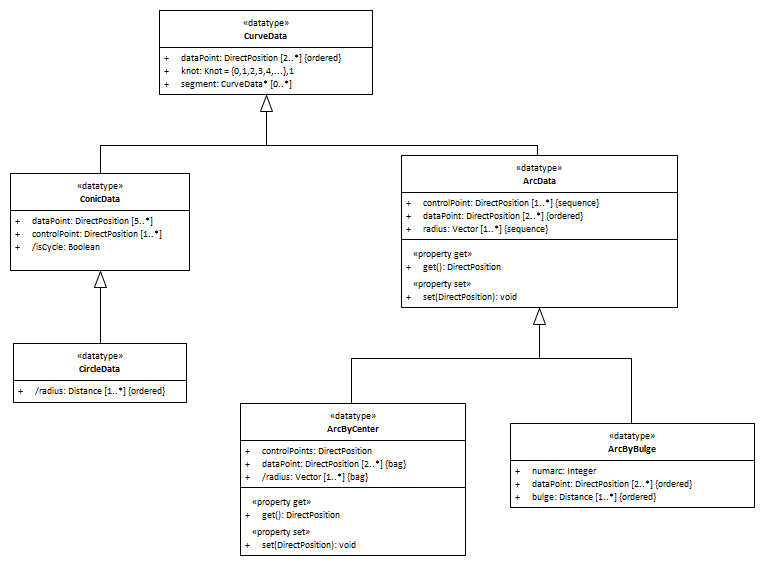 «datatype»
CurveData
+ dataPoint: DirectPosition [2..*] {ordered}
+ knot: Knot = {0,1,2,3,4,...},1
+ segment: CurveData* [0..*]
«datatype»
ConicData
+ dataPoint: DirectPosition [5..*]
+ controlPoint: DirectPosition [1..*]
+ /isCycle: Boolean
«datatype»
ArcData
+ controlPoint: DirectPosition [1..*] {sequence}
+ dataPoint: DirectPosition [2..*] {ordered}
+ radius: Vector [1..*] {sequence}
«property get»
+ get(): DirectPosition
«property set»
+ set(DirectPosition): void
«datatype»
CircleData
+ /radius: Distance [1..*] {ordered}
«datatype»
ArcByCenter
+ controlPoints: DirectPosition
+ dataPoint: DirectPosition [2..*] {bag}
+ /radius: Vector [1..*] {bag}
«property get»
+ get(): DirectPosition
«property set»
+ set(DirectPosition): void
«datatype»
ArcByBulge
+ numarc: Integer
+ dataPoint: DirectPosition [2..*] {ordered}
+ bulge: Distance [1..*] {ordered}